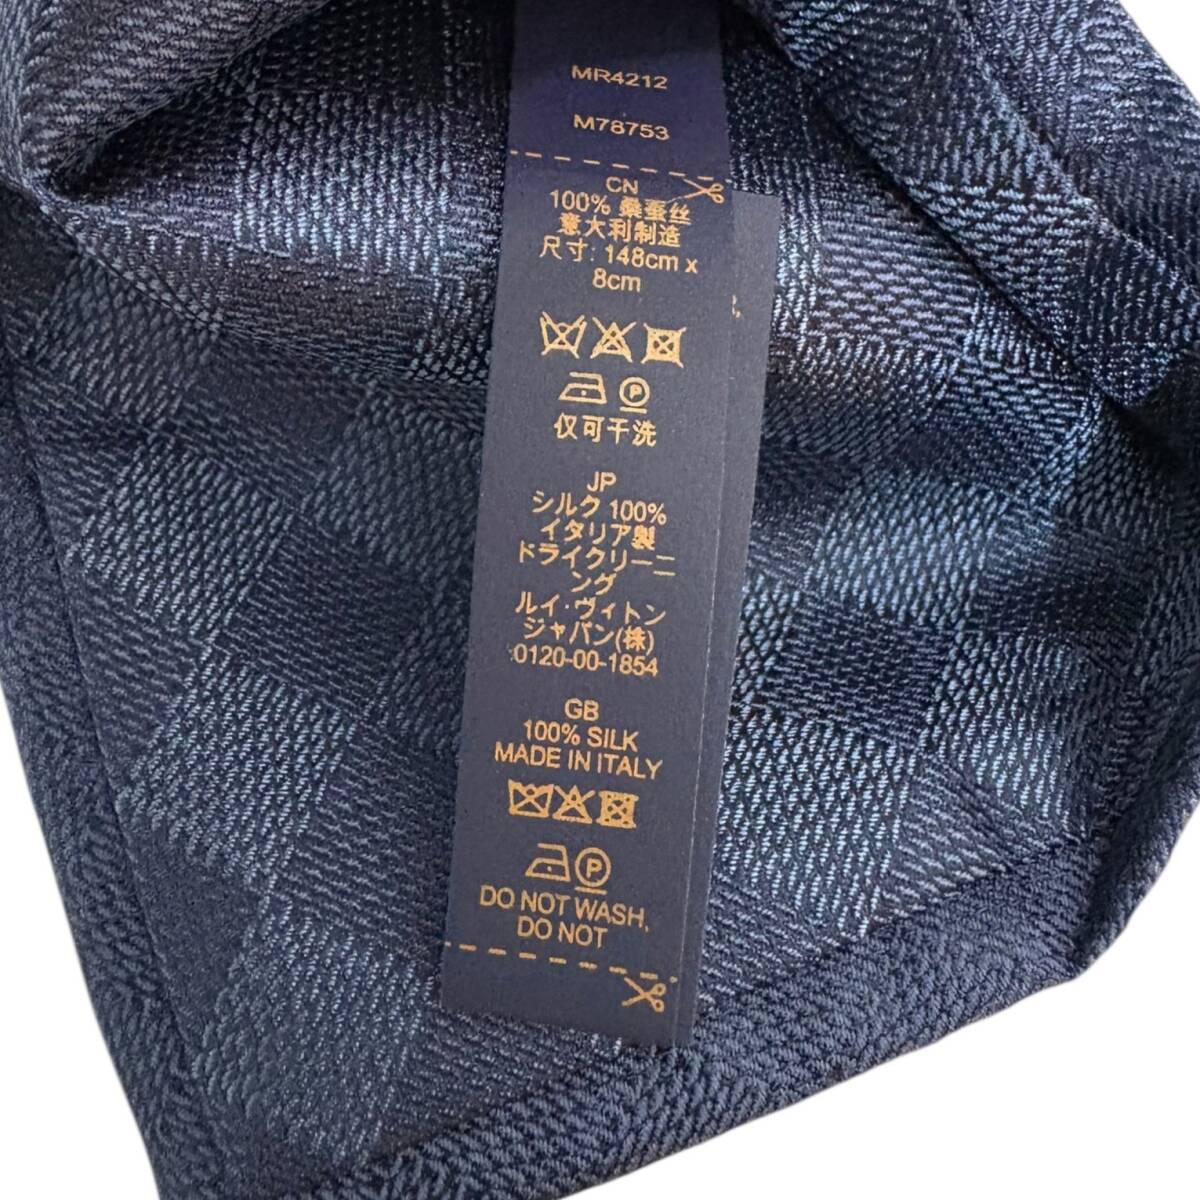 MR4212
M78753
CN
100% 桑蚕丝
意大利制造
尺寸: 148cm x
8cm
P
仅可干洗
JP
シルク 100%
イタリア製
ドライクリーニ
ング
ルイ・ヴィトン
ジャパン(株)
0120-00-1854
GB
100% SILK
MADE IN ITALY
P
DO NOT WASH,
DO NOT